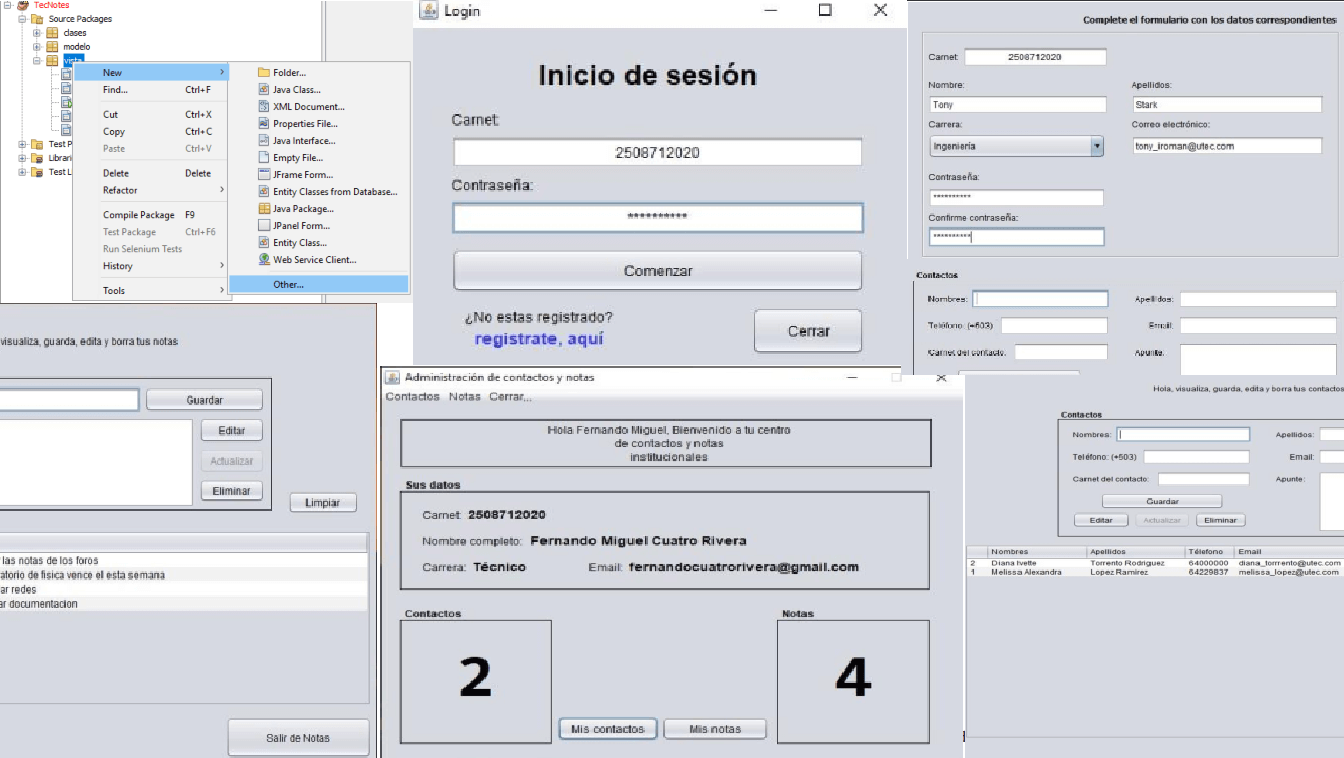 TecNotes
Source Packages
clases
modelo
vista
Test P
Librari
Test L
New
Find... Ctrl+F
Cut Ctrl+X
Copy Ctrl+C
Paste Ctrl+V
Delete Delete
Refactor
Compile Package F9
Test Package Ctrl+F6
Run Selenium Tests
History
Tools
Folder...
Java Class...
XML Document...
Properties File...
Java Interface...
Empty File...
JFrame Form...
Entity Classes from Database...
Java Package...
JPanel Form...
Entity Class...
Web Service Client...
Other...
Login
Inicio de sesión
Carnet:
2508712020
Contraseña:
**********
Comenzar
¿No estas registrado?
registrate, aquí
Cerrar
Complete el formulario con los datos correspondientes
Carnet: 2508712020
Nombre: Apellidos:
Tony Stark
Carrera: Correo electrónico:
Ingeniería tony_iroman@utec.com
Contraseña:
**********
Confirme contraseña:
**********
Contactos
Nombres: Apellidos:
Teléfono: (+503) Email:
Carnet del contacto: Apunte:
visualiza, guarda, edita y borra tus notas
Guardar
Editar
Actualizar
Eliminar
Limpiar
las notas de los foros
atorio de fisica vence el esta semana
ar redes
ar documentacion
Salir de Notas
Administración de contactos y notas
Contactos Notas Cerrar...
Hola Fernando Miguel, Bienvenido a tu centro
de contactos y notas
institucionales
Sus datos
Carnet: 2508712020
Nombre completo: Fernando Miguel Cuatro Rivera
Carrera: Técnico Email: fernandocuatrorivera@gmail.com
Contactos Notas
2 4
Mis contactos Mis notas
Hola, visualiza, guarda, edita y borra tus contactos
Contactos
Nombres: Apellidos:
Teléfono: (+503) Email:
Carnet del contacto: Apunte:
Guardar
Editar Actualizar Eliminar
Nombres Apellidos Télefono Email
2 Diana Ivette Torrento Rodriguez 64000000 diana_torrrento@utec.com
1 Melissa Alexandra Lopez Ramirez 64229837 melissa_lopez@utec.com